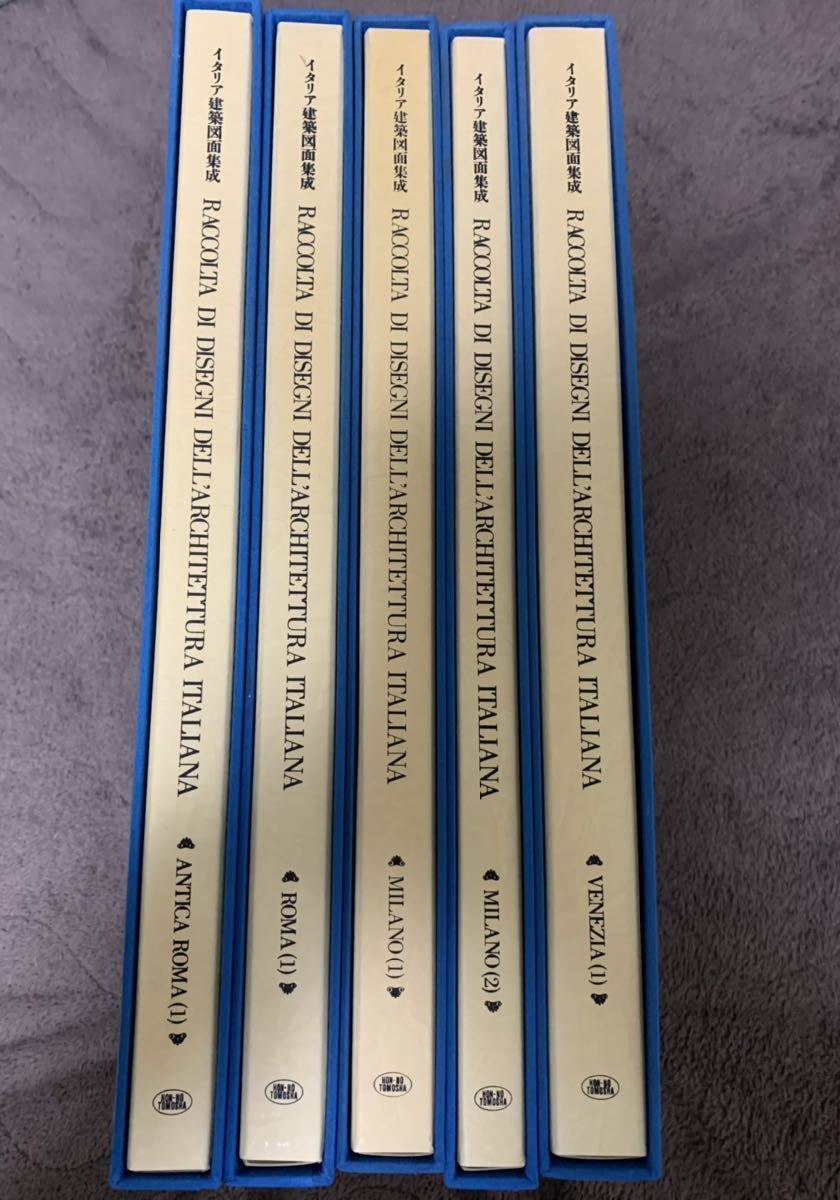 イタリア建築図面集成 RACCOLTA DI DISEGNI DELL'ARCHITETTURA ITALIANA ANTICA ROMA (1)
HON-NO
TOMOSHA
イタリア建築図面集成 RACCOLTA DI DISEGNI DELL'ARCHITETTURA ITALIANA ROMA (1)
HON-NO
TOMOSHA
イタリア建築図面集成 RACCOLTA DI DISEGNI DELL'ARCHITETTURA ITALIANA MILANO (1)
HON-NO
TOMOSHA
イタリア建築図面集成 RACCOLTA DI DISEGNI DELL'ARCHITETTURA ITALIANA MILANO (2)
HON-NO
TOMOSHA
イタリア建築図面集成 RACCOLTA DI DISEGNI DELL'ARCHITETTURA ITALIANA VENEZIA (1)
HON-NO
TOMOSHA